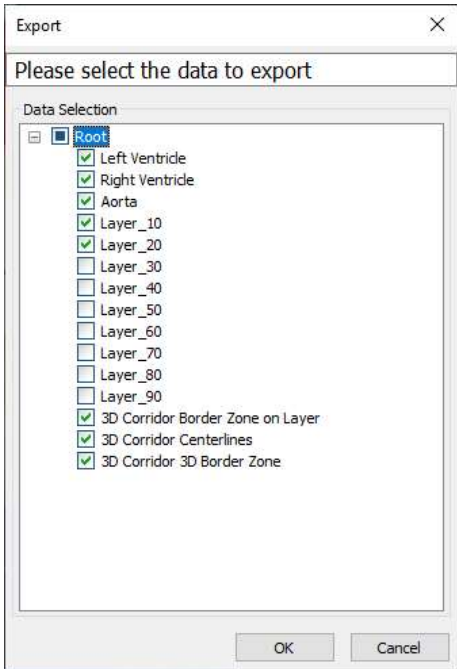 Export
Please select the data to export
Data Selection
Root
Left Ventricle
Right Ventricle
Aorta
Layer_10
Layer_20
Layer_30
Layer_40
Layer_50
Layer_60
Layer_70
Layer_80
Layer_90
3D Corridor Border Zone on Layer
3D Corridor Centerlines
3D Corridor 3D Border Zone
OK Cancel